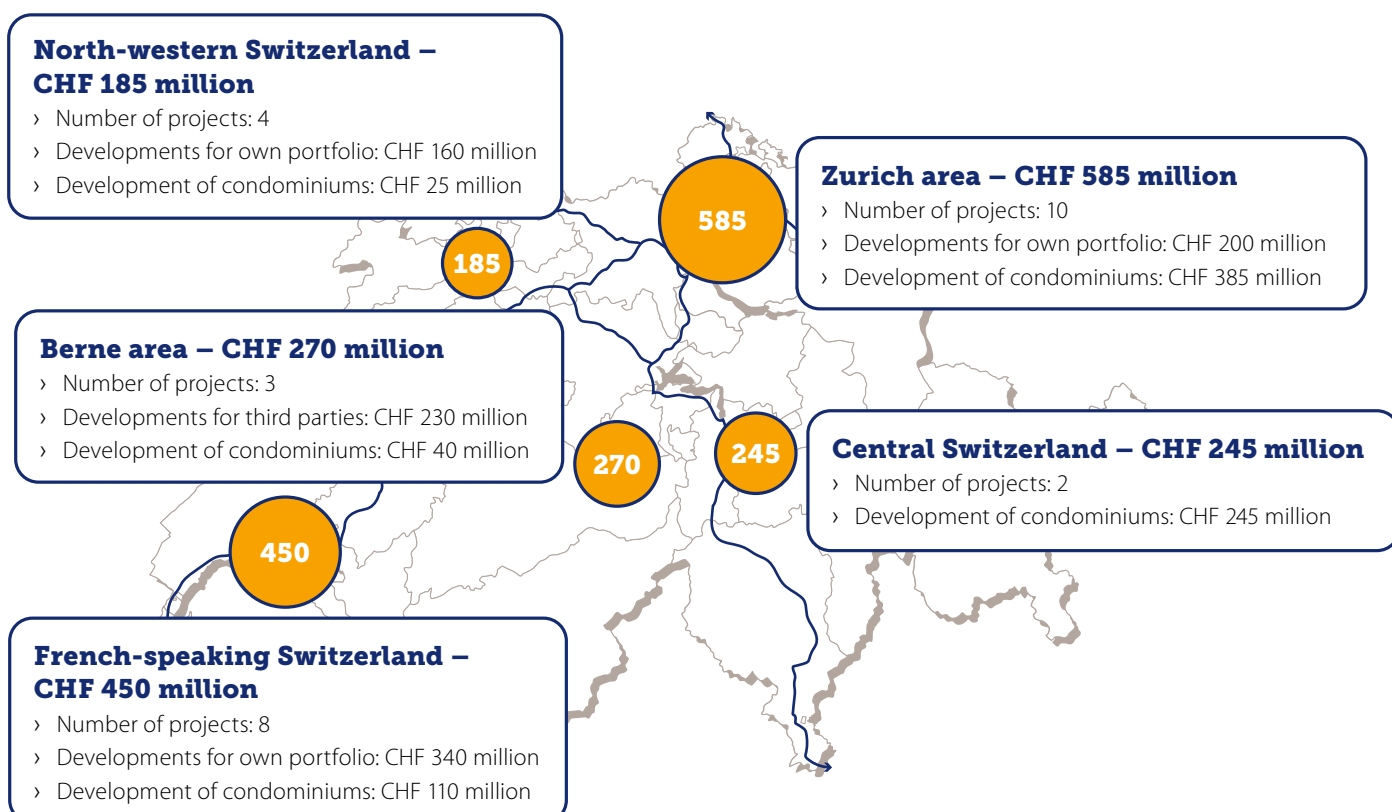 North-western Switzerland –
CHF 185 million
› Number of projects: 4
› Developments for own portfolio: CHF 160 million
› Development of condominiums: CHF 25 million
585
Zurich area – CHF 585 million
› Number of projects: 10
› Developments for own portfolio: CHF 200 million
› Development of condominiums: CHF 385 million
185
Berne area – CHF 270 million
› Number of projects: 3
› Developments for third parties: CHF 230 million
› Development of condominiums: CHF 40 million
270
245
Central Switzerland – CHF 245 million
› Number of projects: 2
› Development of condominiums: CHF 245 million
450
French-speaking Switzerland –
CHF 450 million
› Number of projects: 8
› Developments for own portfolio: CHF 340 million
› Development of condominiums: CHF 110 million